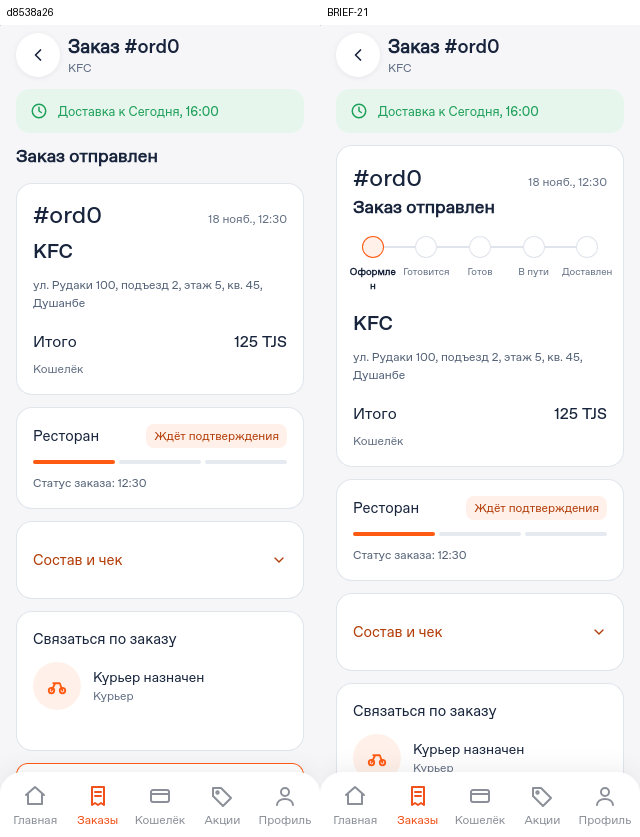 d8538a26
Заказ #ord0
KFC
Доставка к Сегодня, 16:00
Заказ отправлен
#ord0
18 нояб., 12:30
KFC
ул. Рудаки 100, подъезд 2, этаж 5, кв. 45,
Душанбе
Итого
125 TJS
Кошелёк
Ресторан
Ждёт подтверждения
Статус заказа: 12:30
Состав и чек
Связаться по заказу
Курьер назначен
Курьер
Главная
Заказы
Кошелёк
Акции
Профиль
BRIEF-21
Заказ #ord0
KFC
Доставка к Сегодня, 16:00
#ord0
18 нояб., 12:30
Заказ отправлен
Оформле
н
Готовится
Готов
В пути
Доставлен
KFC
ул. Рудаки 100, подъезд 2, этаж 5, кв. 45,
Душанбе
Итого
125 TJS
Кошелёк
Ресторан
Ждёт подтверждения
Статус заказа: 12:30
Состав и чек
Связаться по заказу
Курьер назначен
Курьер
Главная
Заказы
Кошелёк
Акции
Профиль